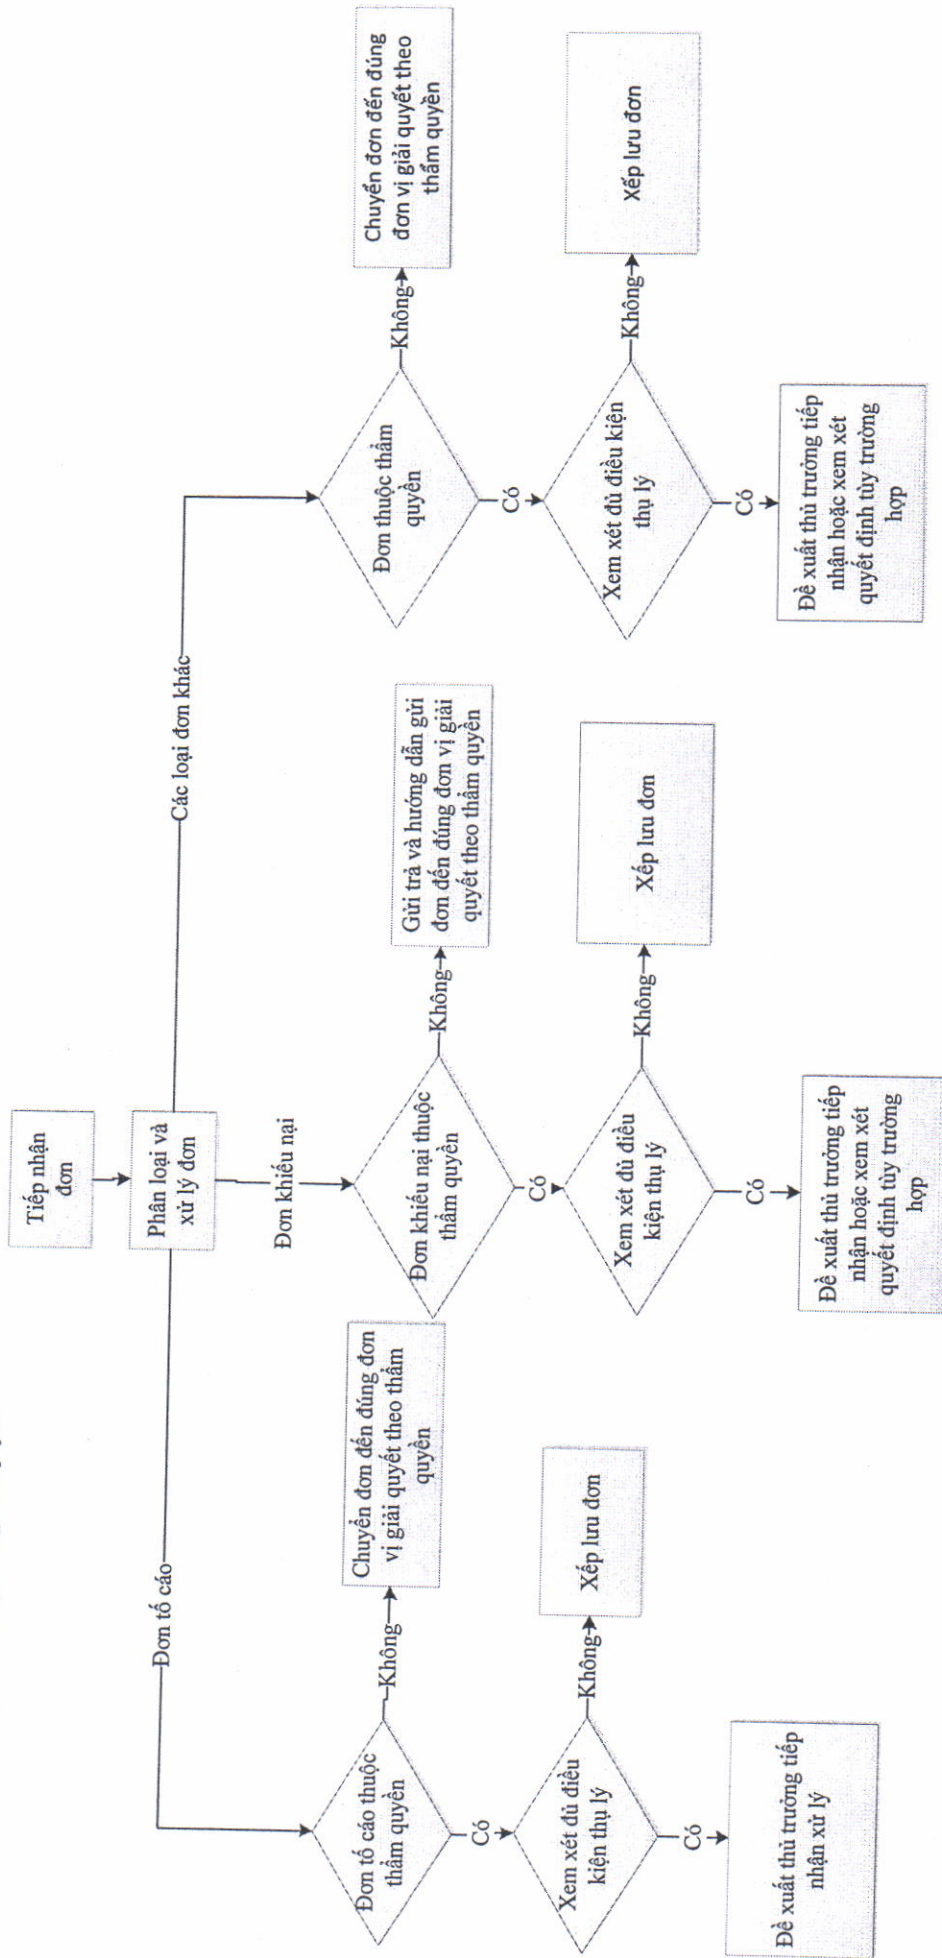 Tiếp nhận
đơn
Phân loại và
xử lý đơn
Đơn tố cáo
Đơn khiếu nại
Các loại đơn khác
Đơn tố cáo thuộc
thẩm quyền
Không
Chuyển đơn đến đúng đơn
vị giải quyết theo thẩm
quyền
Có
Xem xét đủ điều
kiện thụ lý
Không
Xếp lưu đơn
Có
Đề xuất thủ trưởng tiếp
nhận xử lý
Đơn khiếu nại thuộc
thẩm quyền
Không
Gửi trả và hướng dẫn gửi
đơn đến đúng đơn vị giải
quyết theo thẩm quyền
Có
Xem xét đủ điều
kiện thụ lý
Không
Xếp lưu đơn
Có
Đề xuất thủ trưởng tiếp
nhận hoặc xem xét
quyết định tùy trường
hợp
Đơn thuộc thẩm
quyền
Không
Chuyển đơn đến đúng
đơn vị giải quyết theo
thẩm quyền
Có
Xem xét đủ điều kiện
thụ lý
Không
Xếp lưu đơn
Có
Đề xuất thủ trưởng tiếp
nhận hoặc xem xét
quyết định tùy trường
hợp